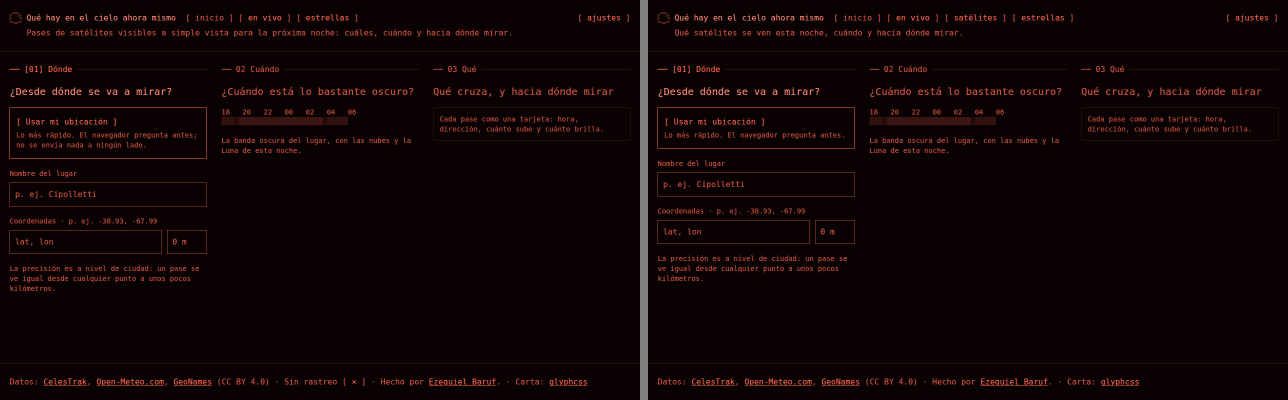 Qué hay en el cielo ahora mismo [ inicio ] [ en vivo ] [ estrellas ] [ ajustes ]
Pases de satélites visibles a simple vista para la próxima noche: cuáles, cuándo y hacia dónde mirar.
[01] Dónde
¿Desde dónde se va a mirar?
[ Usar mi ubicación ]
Lo más rápido. El navegador pregunta antes;
no se envía nada a ningún lado.
Nombre del lugar
p. ej. Cipolletti
Coordenadas · p. ej. -38.93, -67.99
lat, lon
0 m
La precisión es a nivel de ciudad: un pase se
ve igual desde cualquier punto a unos pocos
kilómetros.
02 Cuándo
¿Cuándo está lo bastante oscuro?
18 20 22 00 02 04 06
La banda oscura del lugar, con las nubes y la
Luna de esta noche.
03 Qué
Qué cruza, y hacia dónde mirar
Cada pase como una tarjeta: hora,
dirección, cuánto sube y cuánto brilla.
Datos: CelesTrak, Open-Meteo.com, GeoNames (CC BY 4.0) · Sin rastreo [ × ] · Hecho por Ezequiel Baruf. · Carta: glyphcss
Qué hay en el cielo ahora mismo [ inicio ] [ en vivo ] [ satélites ] [ estrellas ] [ ajustes ]
Qué satélites se ven esta noche, cuándo y hacia dónde mirar.
[01] Dónde
¿Desde dónde se va a mirar?
[ Usar mi ubicación ]
Lo más rápido. El navegador pregunta antes.
Nombre del lugar
p. ej. Cipolletti
Coordenadas · p. ej. -38.93, -67.99
lat, lon
0 m
La precisión es a nivel de ciudad: un pase se
ve igual desde cualquier punto a unos pocos
kilómetros.
02 Cuándo
¿Cuándo está lo bastante oscuro?
18 20 22 00 02 04 06
La banda oscura del lugar, con las nubes y la
Luna de esta noche.
03 Qué
Qué cruza, y hacia dónde mirar
Cada pase como una tarjeta: hora,
dirección, cuánto sube y cuánto brilla.
Datos: CelesTrak, Open-Meteo.com, GeoNames (CC BY 4.0) · Hecho por Ezequiel Baruf. · Carta: glyphcss